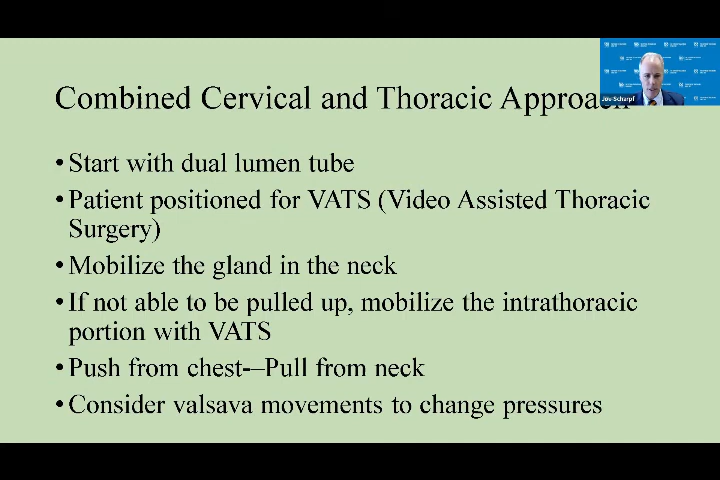 Combined Cervical and Thoracic Approach
Joe Scharpf
• Start with dual lumen tube
• Patient positioned for VATS (Video Assisted Thoracic
Surgery)
• Mobilize the gland in the neck
• If not able to be pulled up, mobilize the intrathoracic
portion with VATS
• Push from chest-–Pull from neck
• Consider valsava movements to change pressures